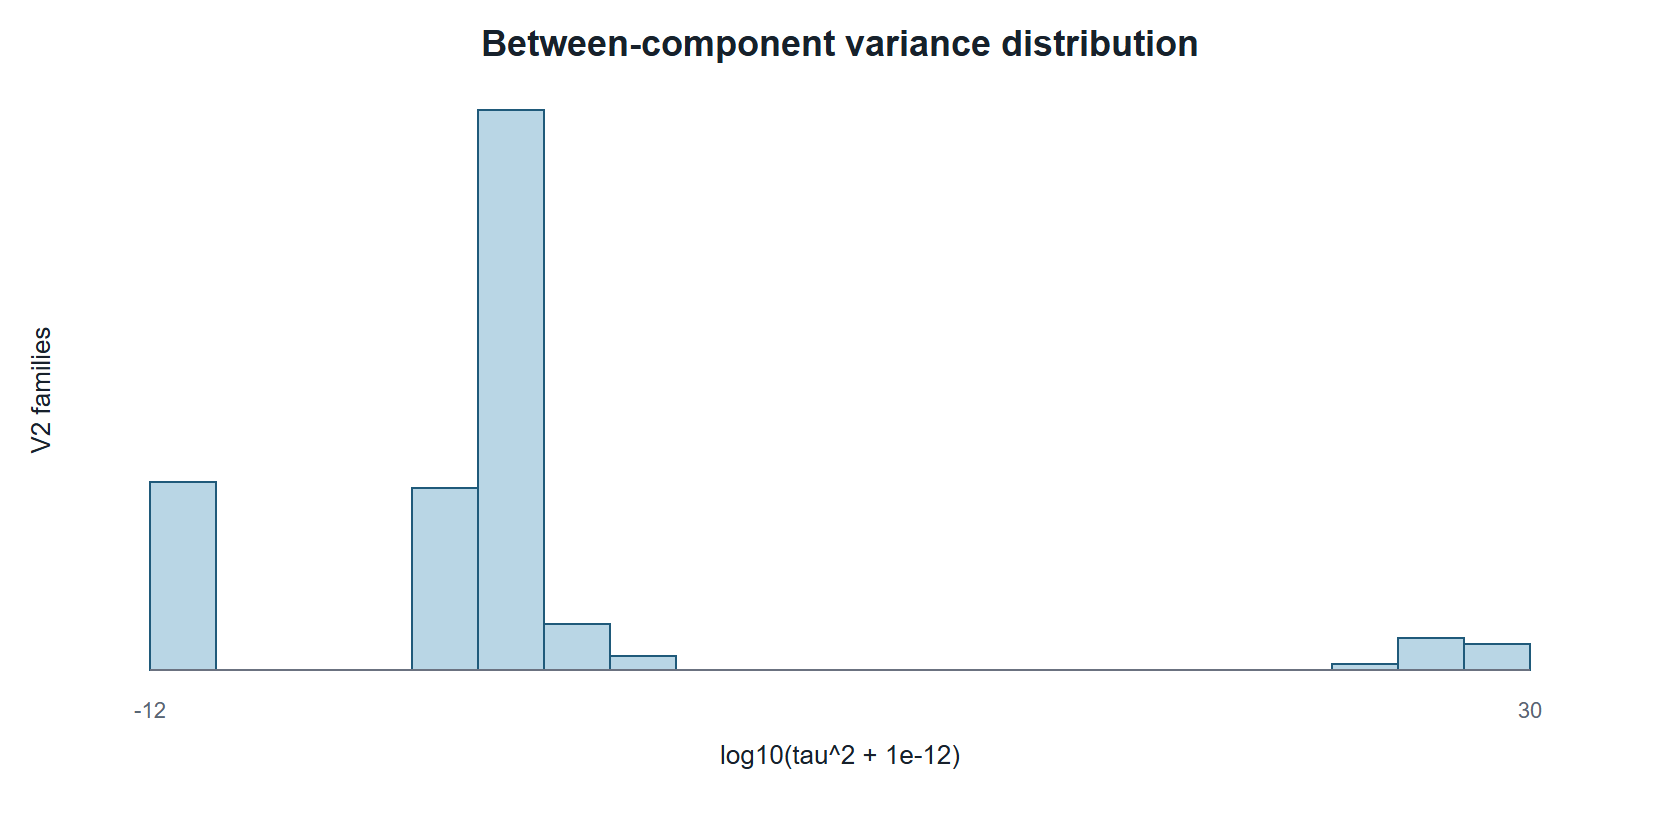 Between-component variance distribution
V2 families
-12
30
log10(tau^2 + 1e-12)